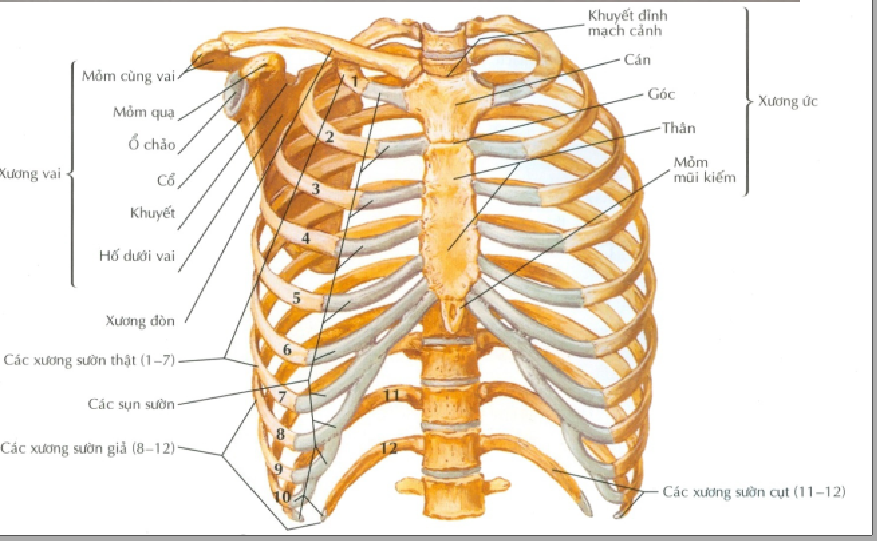 Khuyết đỉnh
mạch cảnh
Cán
Góc
Thân
Mỏm
mũi kiếm
Xương ức
Mỏm cùng vai
Mỏm quạ
Ổ chảo
Cổ
Khuyết
Hố dưới vai
Xương vai
Xương đòn
Các xương sườn thật (1–7)
Các sụn sườn
Các xương sườn giả (8–12)
Các xương sườn cụt (11–12)
1
2
3
4
5
6
7
8
9
10
11
12